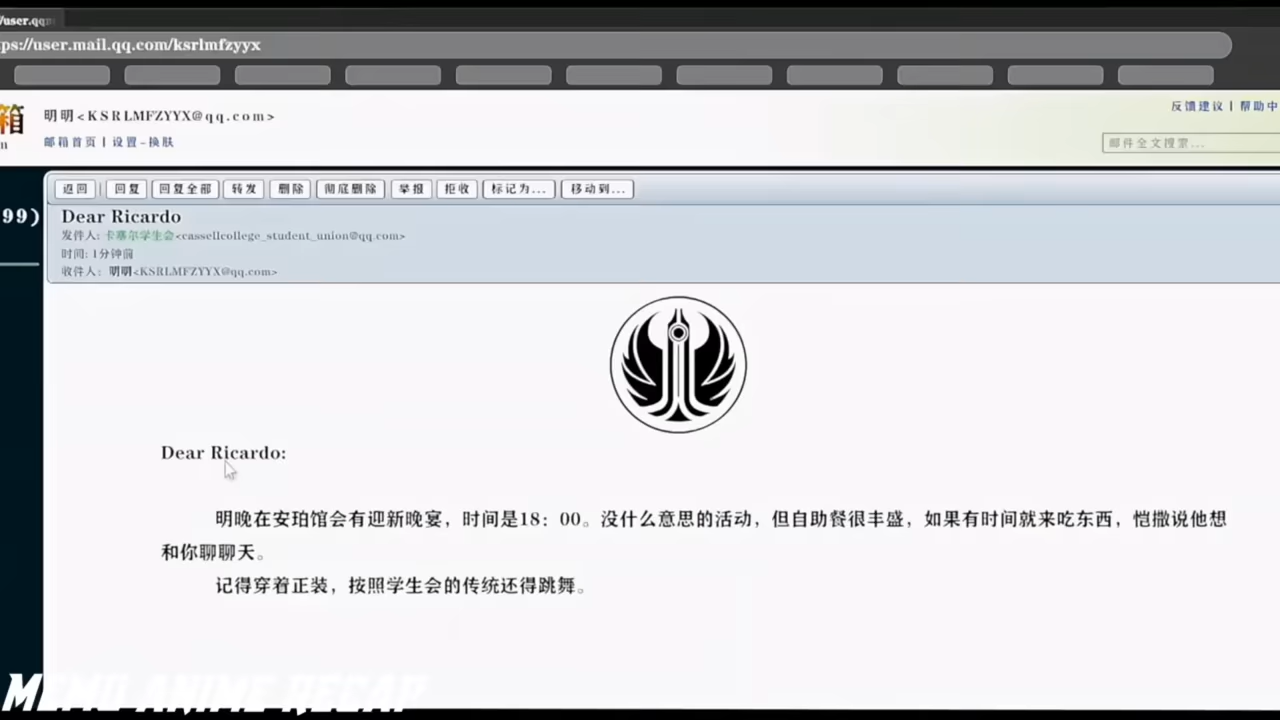 /user.qq
ps://user.mail.qq.com/ksrlmfzyyx
箱
明明<KSRLMFZYYX@qq.com>
反馈建议 | 帮助中
邮箱首页 | 设置-换肤
邮件全文搜索...
返回 | 回复 回复全部 转发 删除 彻底删除 举报 拒收 标记为... 移动到...
99)
Dear Ricardo
发件人: 卡塞尔学生会<cassellcollege_student_union@qq.com>
时间: 1分钟前
收件人: 明明<KSRLMFZYYX@qq.com>
Dear Ricardo:
明晚在安珀馆会有迎新晚宴，时间是18：00。没什么意思的活动，但自助餐很丰盛，如果有时间就来吃东西，恺撒说他想
和你聊聊天。
记得穿着正装，按照学生会的传统还得跳舞。
MEMO ANIME RECAP